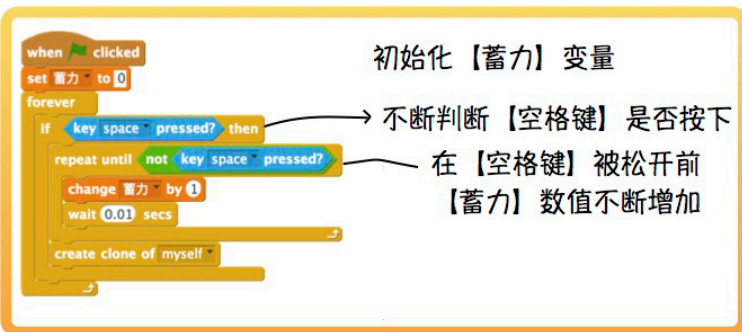 when clicked
初始化【蓄力】变量
set 蓄力 to 0
forever
if key space pressed? then
不断判断【空格键】是否按下
repeat until not key space pressed?
在【空格键】被松开前
【蓄力】数值不断增加
change 蓄力 by 1
wait 0.01 secs
create clone of myself